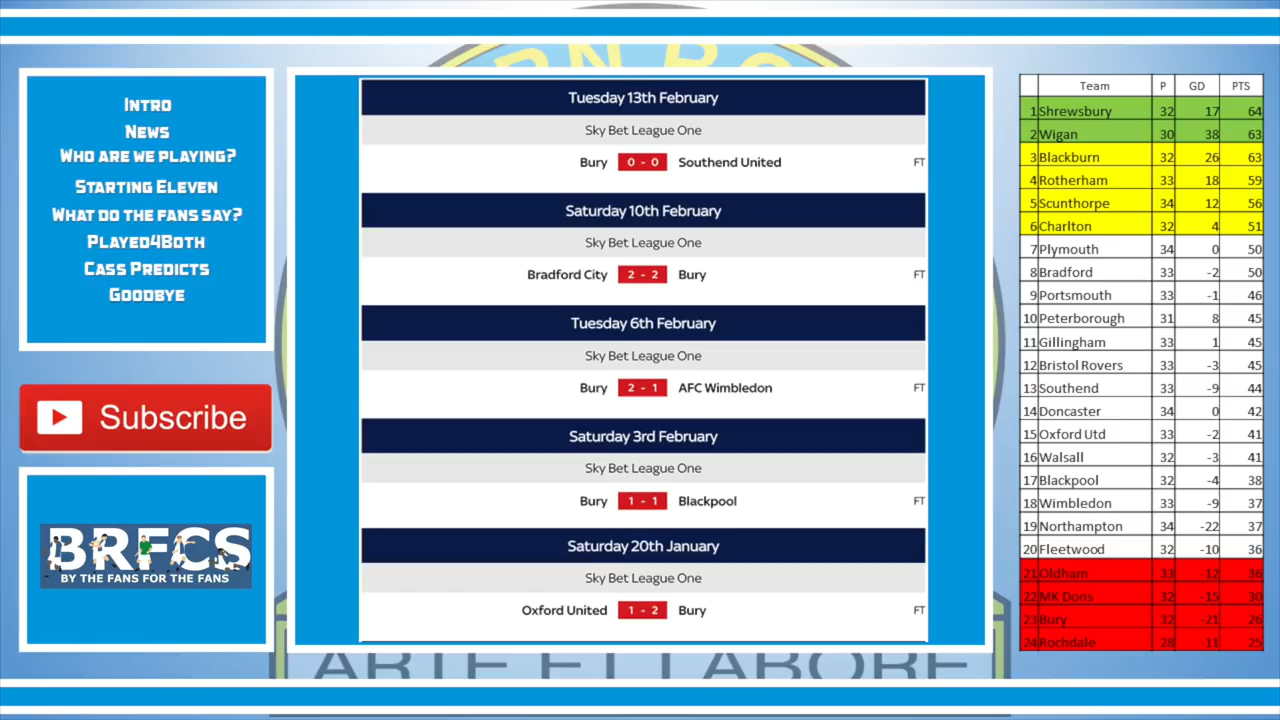 INTRO
NEWS
WHO ARE WE PLAYING?
STARTING ELEVEN
WHAT DO THE FANS SAY?
PLAYED4BOTH
CASS PREDICTS
GOODBYE
Subscribe
BRFCS
BY THE FANS FOR THE FANS
Tuesday 13th February
Sky Bet League One
Bury 0 - 0 Southend United FT
Saturday 10th February
Sky Bet League One
Bradford City 2 - 2 Bury FT
Tuesday 6th February
Sky Bet League One
Bury 2 - 1 AFC Wimbledon FT
Saturday 3rd February
Sky Bet League One
Bury 1 - 1 Blackpool FT
Saturday 20th January
Sky Bet League One
Oxford United 1 - 2 Bury FT
Team P GD PTS
1 Shrewsbury 32 17 64
2 Wigan 30 38 63
3 Blackburn 32 26 63
4 Rotherham 33 18 59
5 Scunthorpe 34 12 56
6 Charlton 32 4 51
7 Plymouth 34 0 50
8 Bradford 33 -2 50
9 Portsmouth 33 -1 46
10 Peterborough 31 8 45
11 Gillingham 33 1 45
12 Bristol Rovers 33 -3 45
13 Southend 33 -9 44
14 Doncaster 34 0 42
15 Oxford Utd 33 -2 41
16 Walsall 32 -3 41
17 Blackpool 32 -4 38
18 Wimbledon 33 -9 37
19 Northampton 34 -22 37
20 Fleetwood 32 -10 36
21 Oldham 33 -12 36
22 MK Dons 32 -15 30
23 Bury 32 -21 26
24 Rochdale 28 -11 25
ARTE ET LABORE